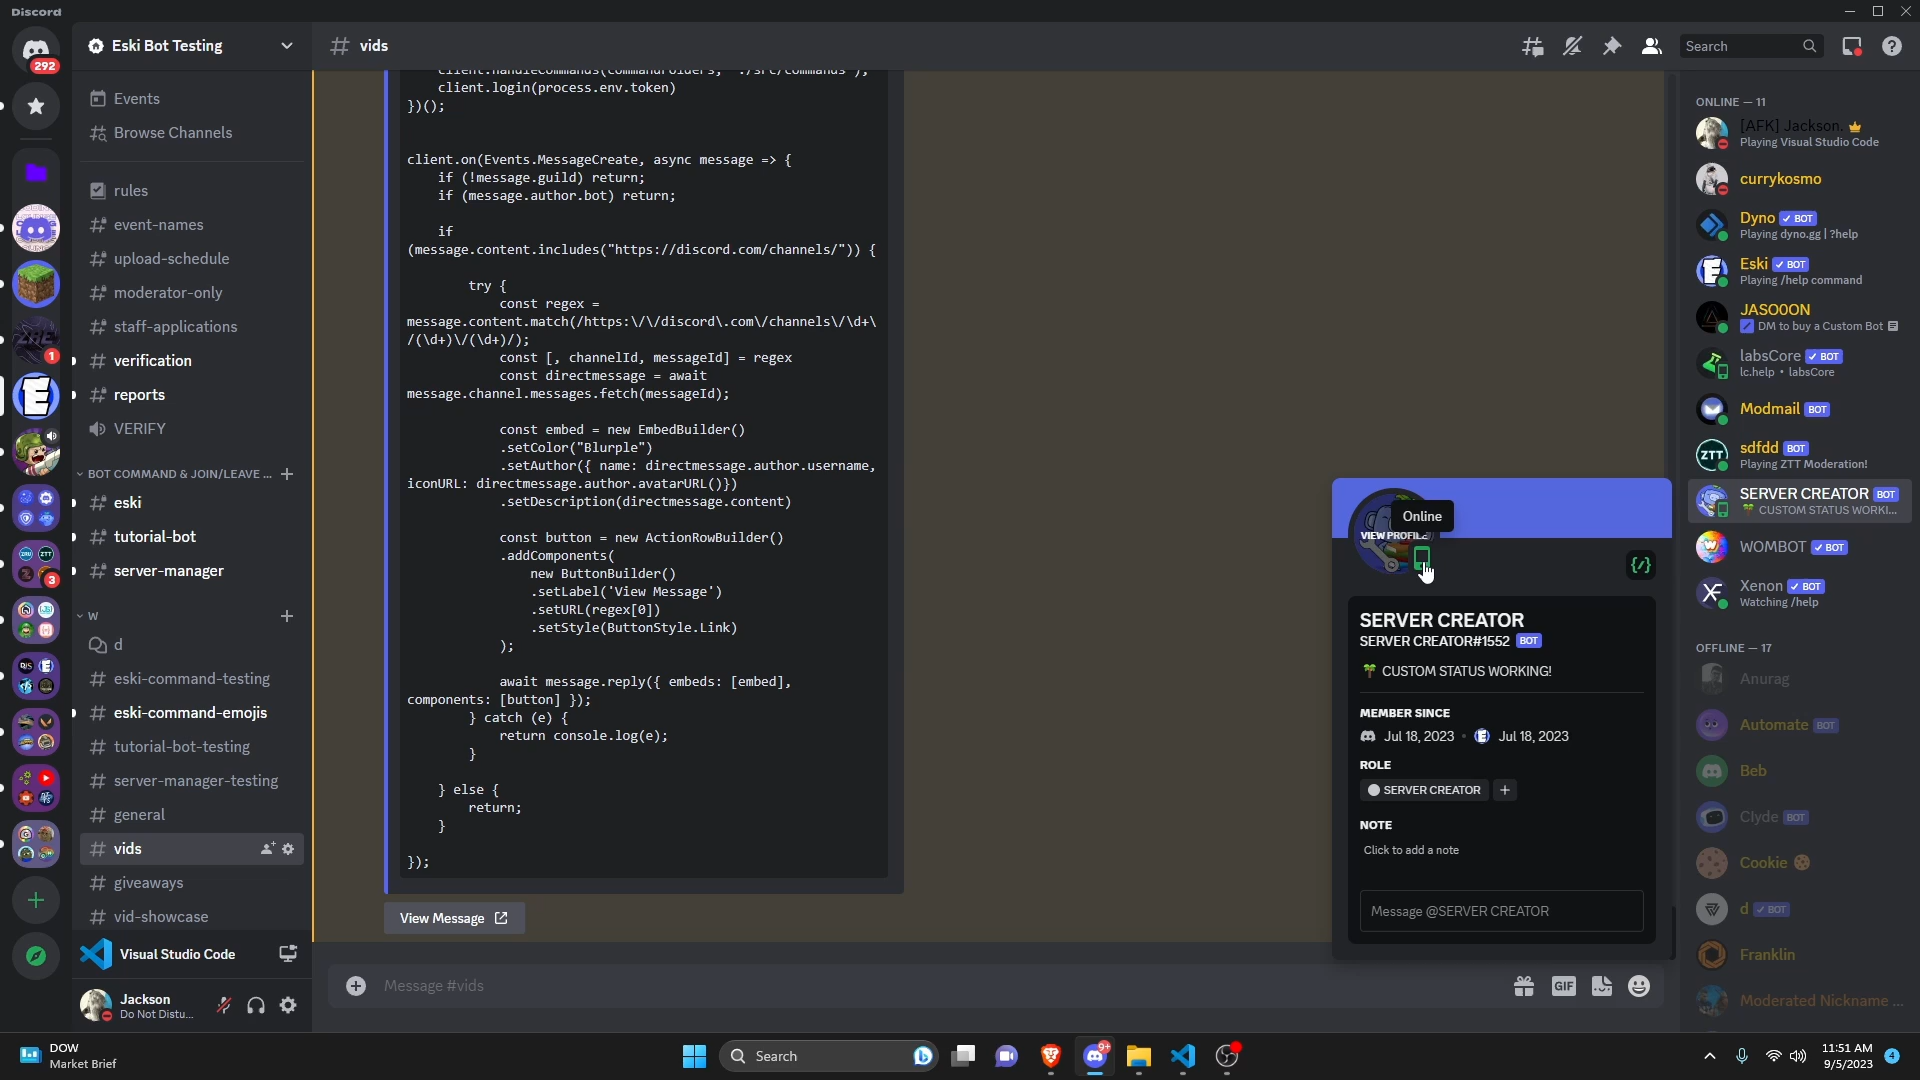 Discord
292
Eski Bot Testing
Events
Browse Channels
rules
event-names
upload-schedule
moderator-only
staff-applications
verification
reports
VERIFY
BOT COMMAND & JOIN/LEAVE ...
eski
tutorial-bot
server-manager
W
d
eski-command-testing
eski-command-emojis
tutorial-bot-testing
server-manager-testing
general
vids
giveaways
vid-showcase
1
3
Visual Studio Code
Jackson
Do Not Distu...
vids
Search
client.handleCommands(commandFolders, "./src/commands");
client.login(process.env.token)
})();
client.on(Events.MessageCreate, async message => {
if (!message.guild) return;
if (message.author.bot) return;
if
(message.content.includes("https://discord.com/channels/")) {
try {
const regex =
message.content.match(/https:\/\/discord\.com\/channels\/\d+\
/(\d+)\/(\d+)/);
const [, channelId, messageId] = regex
const directmessage = await
message.channel.messages.fetch(messageId);
const embed = new EmbedBuilder()
.setColor("Blurple")
.setAuthor({ name: directmessage.author.username,
iconURL: directmessage.author.avatarURL()})
.setDescription(directmessage.content)
const button = new ActionRowBuilder()
.addComponents(
new ButtonBuilder()
.setLabel('View Message')
.setURL(regex[0])
.setStyle(ButtonStyle.Link)
);
await message.reply({ embeds: [embed],
components: [button] });
} catch (e) {
return console.log(e);
}
} else {
return;
}
});
View Message
Message #vids
GIF
Online
VIEW PROFILE
{/}
SERVER CREATOR
SERVER CREATOR#1552 BOT
🌴 CUSTOM STATUS WORKING!
MEMBER SINCE
Jul 18, 2023 • Jul 18, 2023
ROLE
SERVER CREATOR
NOTE
Click to add a note
Message @SERVER CREATOR
ONLINE — 11
[AFK] Jackson.
Playing Visual Studio Code
currykosmo
Dyno ✓ BOT
Playing dyno.gg | ?help
Eski ✓ BOT
Playing /help command
JASO0ON
DM to buy a Custom Bot
labsCore ✓ BOT
lc.help • labsCore
Modmail BOT
ZTT
sdfdd BOT
Playing ZTT Moderation!
SERVER CREATOR BOT
🌴 CUSTOM STATUS WORKI...
WOMBOT ✓ BOT
Xenon ✓ BOT
Watching /help
OFFLINE — 17
Anurag
Automate BOT
Beb
Clyde BOT
Cookie 🍪
d ✓ BOT
Franklin
Moderated Nickname ...
DOW
Market Brief
Search
9+
11:51 AM
9/5/2023
4